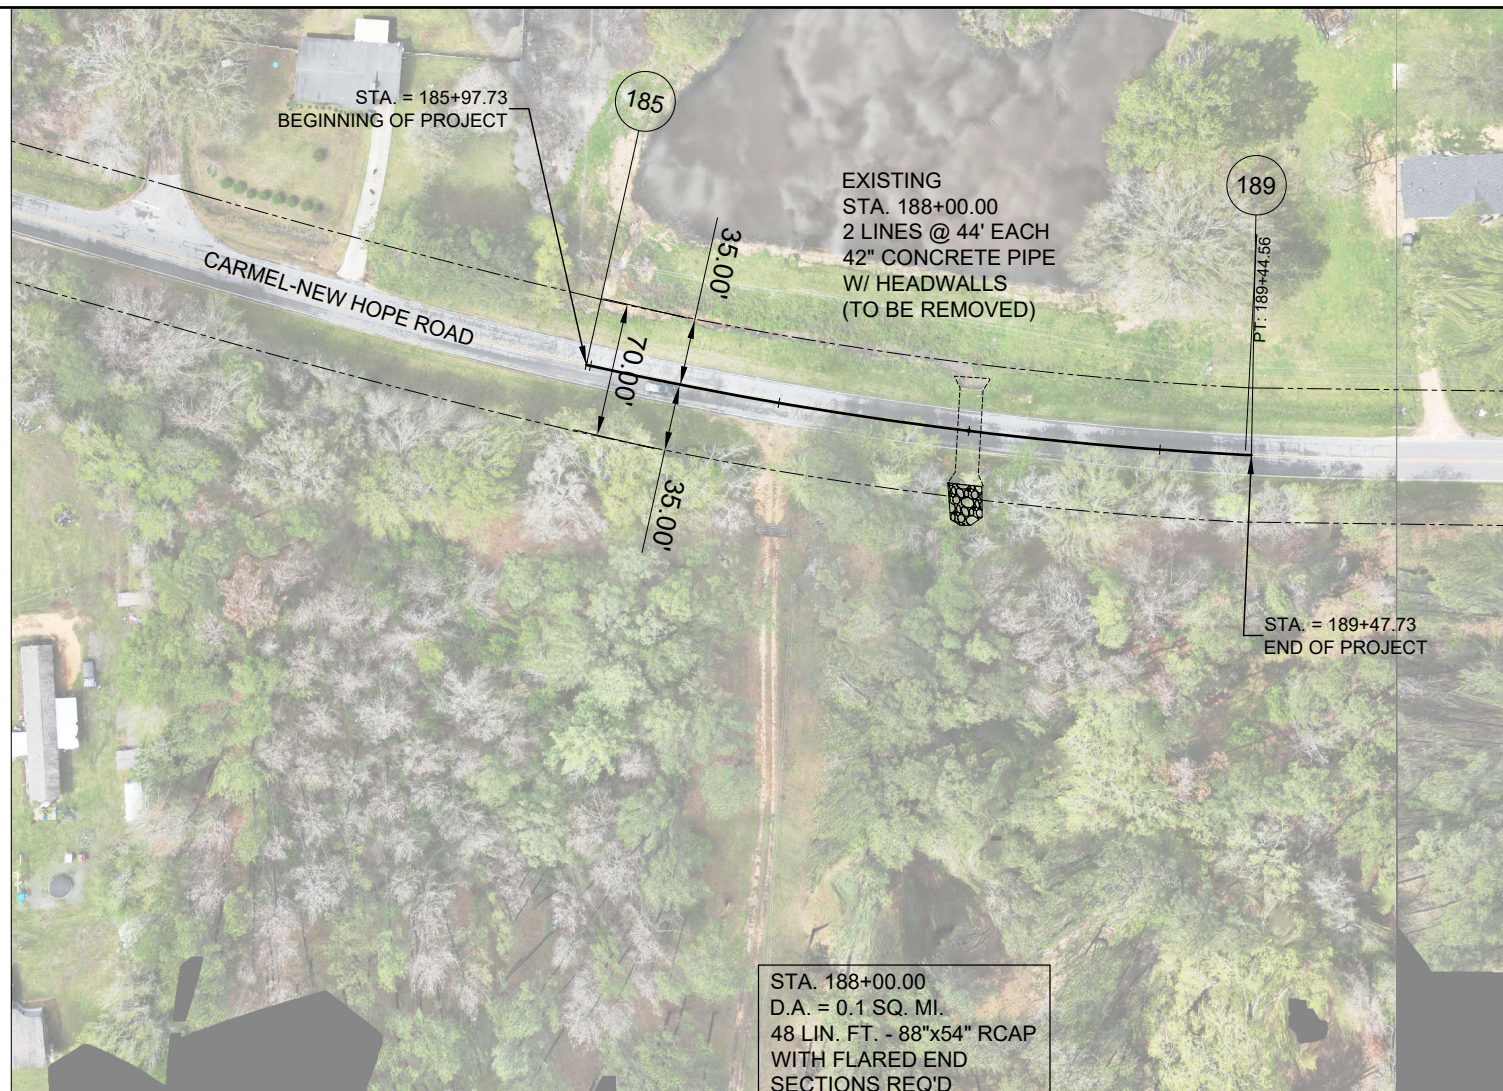 STA. = 185+97.73
BEGINNING OF PROJECT
185
EXISTING
STA. 188+00.00
2 LINES @ 44' EACH
42" CONCRETE PIPE
W/ HEADWALLS
(TO BE REMOVED)
189
PT: 189+44.56
35.00'
CARMEL-NEW HOPE ROAD
70.00'
35.00'
STA. = 189+47.73
END OF PROJECT
STA. 188+00.00
D.A. = 0.1 SQ. MI.
48 LIN. FT. - 88"x54" RCAP
WITH FLARED END
SECTIONS REQ'D